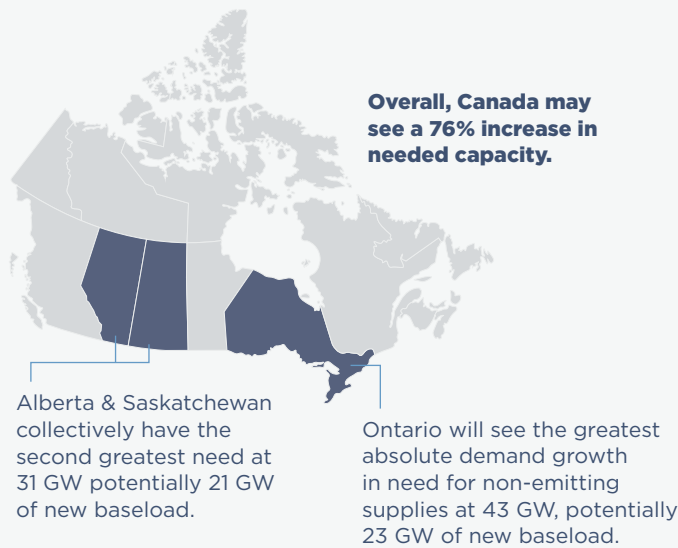 Overall, Canada may
see a 76% increase in
needed capacity.
Alberta & Saskatchewan
collectively have the
second greatest need at
31 GW potentially 21 GW
of new baseload.
Ontario will see the greatest
absolute demand growth
in need for non-emitting
supplies at 43 GW, potentially
23 GW of new baseload.